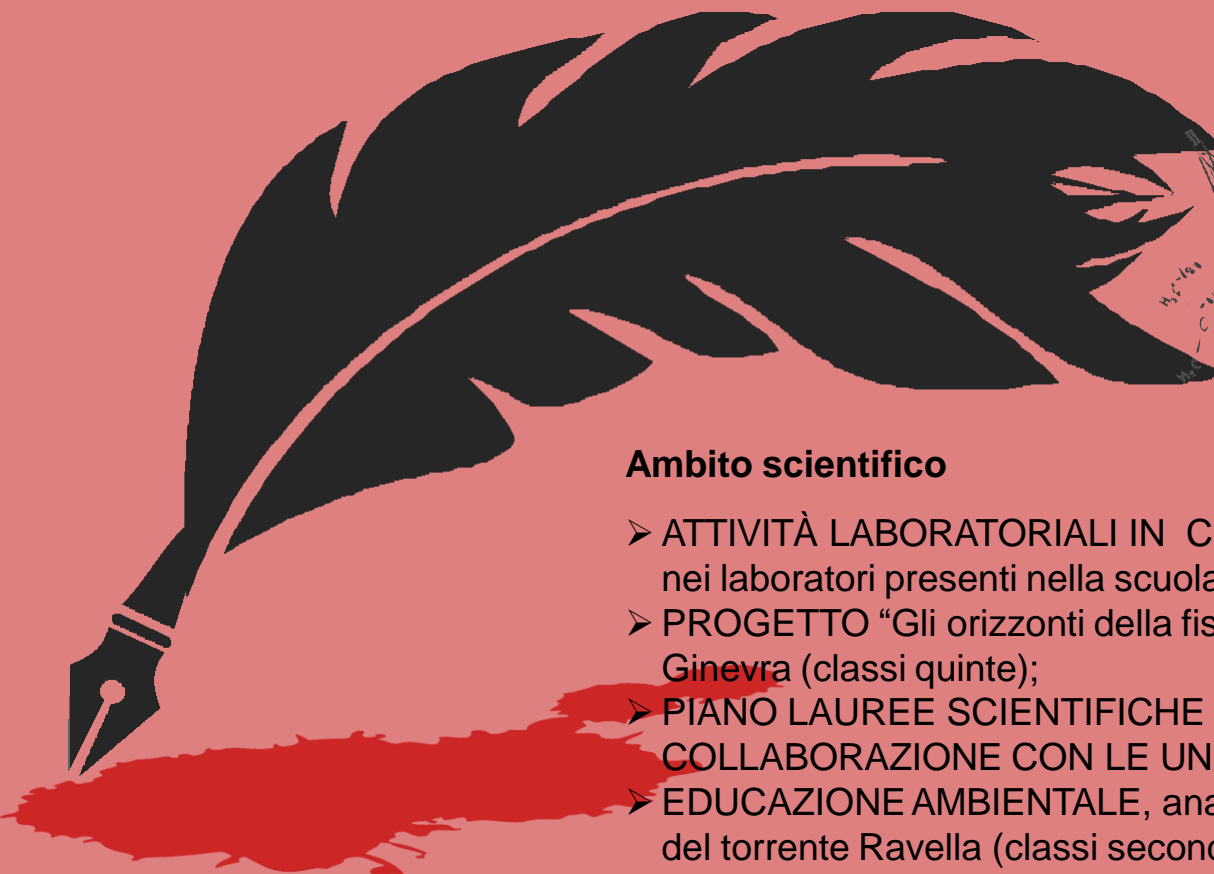 Ambito scientifico
➢ ATTIVITÀ LABORATORIALI IN C
nei laboratori presenti nella scuola
➢ PROGETTO “Gli orizzonti della fis
Ginevra (classi quinte);
➢ PIANO LAUREE SCIENTIFICHE
COLLABORAZIONE CON LE UN
➢ EDUCAZIONE AMBIENTALE, ana
del torrente Ravella (classi second